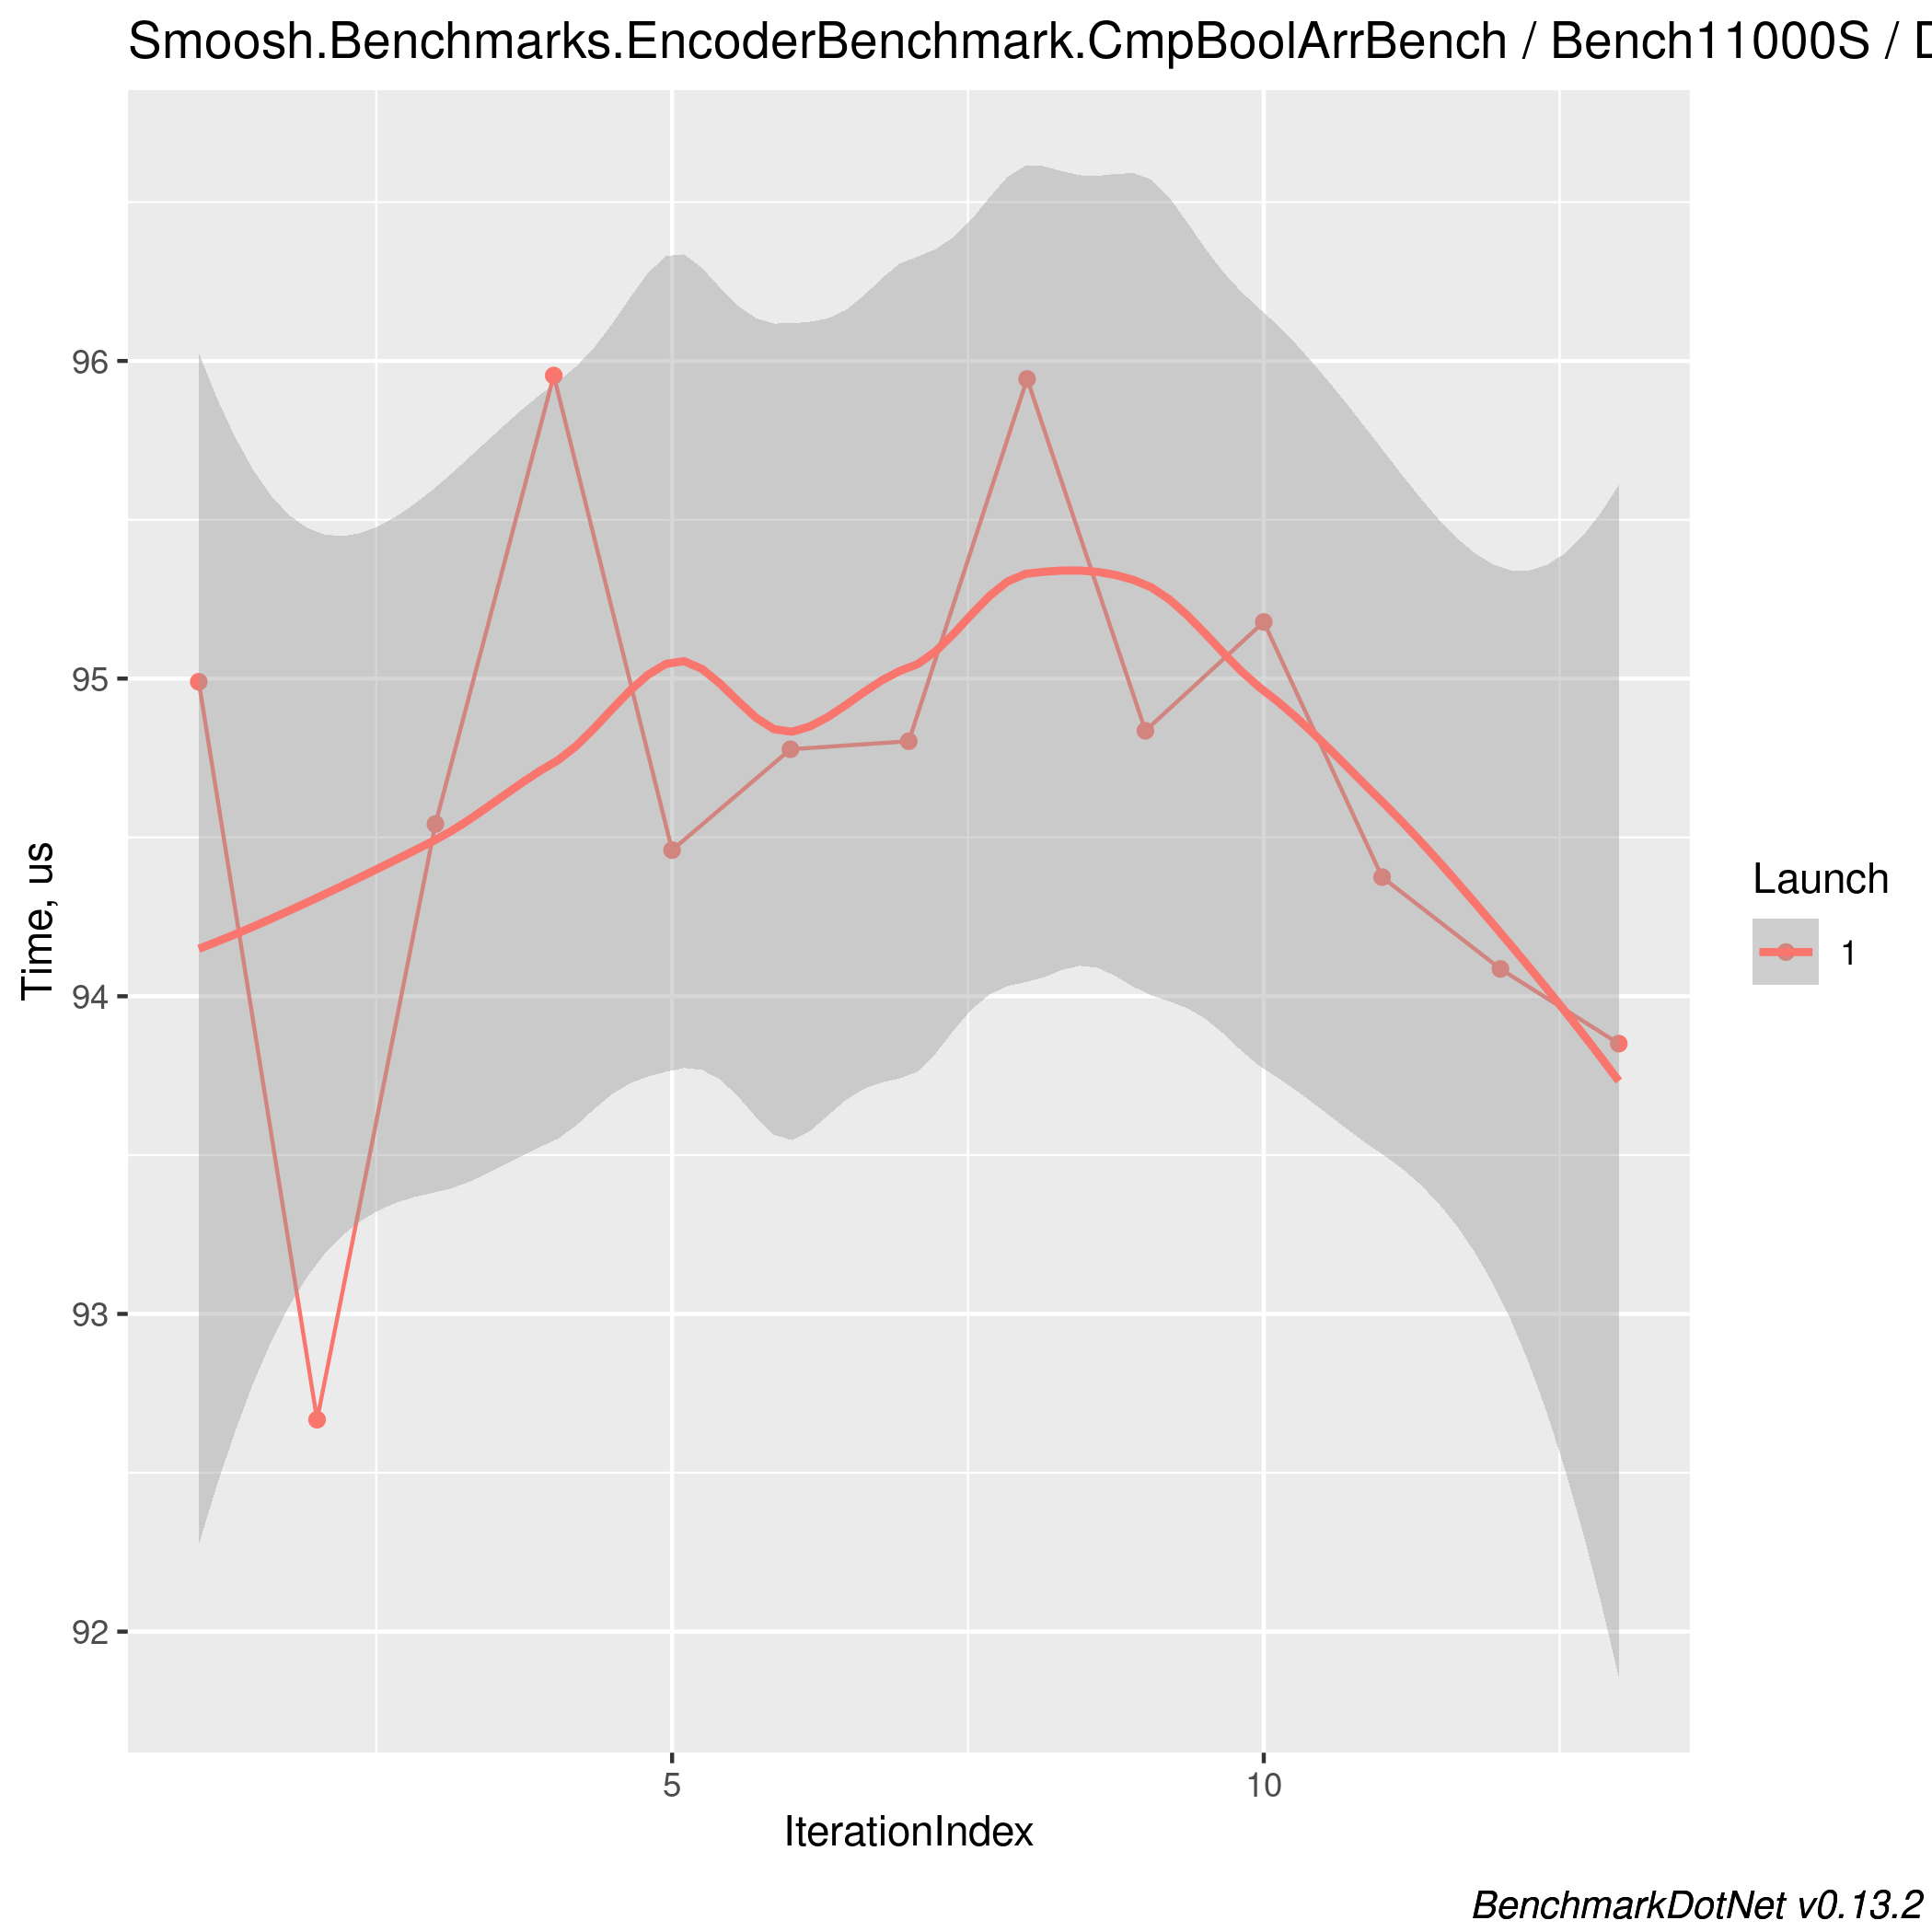 Smoosh.Benchmarks.EncoderBenchmark.CmpBoolArrBench / Bench11000S /
96
95
94
93
92
Time, us
5
10
IterationIndex
Launch
1
BenchmarkDotNet v0.13.2